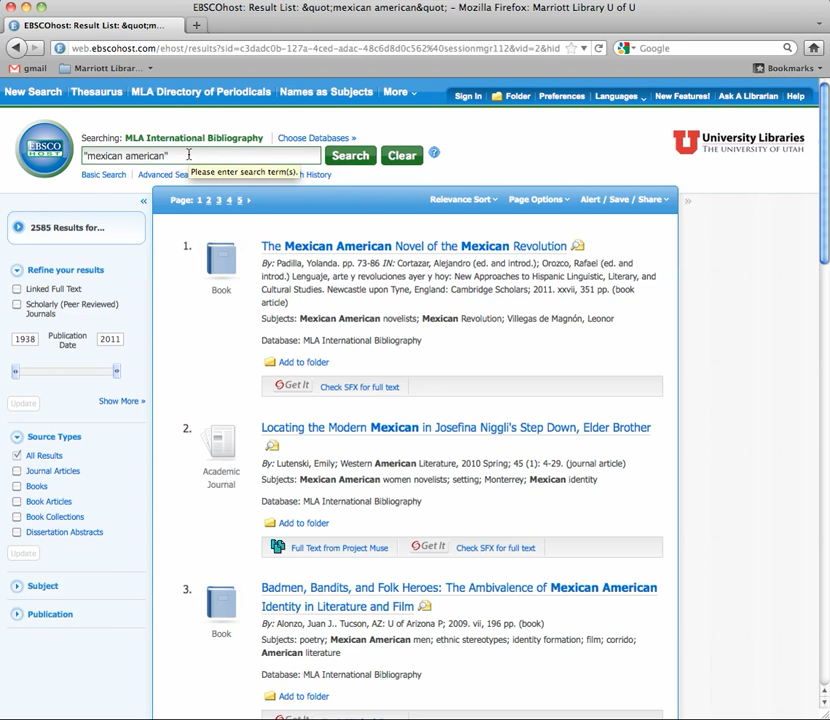 EBSCOhost: Result List: &quot;mexican american&quot; - Mozilla Firefox: Marriott Library U of U
EBSCOhost: Result List: &quot;m...
web.ebscohost.com/ehost/results?sid=c3dadc0b-127a-4ced-adac-48c6d8d0c562%40sessionmgr112&vid=2&hid
Google
gmail
Marriott Librar...
Bookmarks
New Search
Thesaurus
MLA Directory of Periodicals
Names as Subjects
More
Sign In
Folder
Preferences
Languages
New Features!
Ask A Librarian
Help
EBSCO
HOST
Searching: MLA International Bibliography
Choose Databases »
"mexican american"
Search
Clear
Please enter search term(s).
Basic Search
Advanced Sea
h History
University Libraries
THE UNIVERSITY OF UTAH
«
2585 Results for...
Refine your results
Linked Full Text
Scholarly (Peer Reviewed)
Journals
1938
Publication
Date
2011
Update
Show More »
Source Types
All Results
Journal Articles
Books
Book Articles
Book Collections
Dissertation Abstracts
Update
Subject
Publication
Page: 1 2 3 4 5
Relevance Sort
Page Options
Alert / Save / Share
»
1.
Book
The Mexican American Novel of the Mexican Revolution
By: Padilla, Yolanda. pp. 73-86 IN: Cortazar, Alejandro (ed. and introd.); Orozco, Rafael (ed. and
introd.) Lenguaje, arte y revoluciones ayer y hoy: New Approaches to Hispanic Linguistic, Literary, and
Cultural Studies. Newcastle upon Tyne, England: Cambridge Scholars; 2011. xxvii, 351 pp. (book
article)
Subjects: Mexican American novelists; Mexican Revolution; Villegas de Magnón, Leonor
Database: MLA International Bibliography
Add to folder
Get It
Check SFX for full text
2.
Academic
Journal
Locating the Modern Mexican in Josefina Niggli's Step Down, Elder Brother
By: Lutenski, Emily; Western American Literature, 2010 Spring; 45 (1): 4-29. (journal article)
Subjects: Mexican American women novelists; setting; Monterrey; Mexican identity
Database: MLA International Bibliography
Add to folder
Full Text from Project Muse
Get It
Check SFX for full text
3.
Book
Badmen, Bandits, and Folk Heroes: The Ambivalence of Mexican American
Identity in Literature and Film
By: Alonzo, Juan J.. Tucson, AZ: U of Arizona P; 2009. vii, 196 pp. (book)
Subjects: poetry; Mexican American men; ethnic stereotypes; identity formation; film; corrido;
American literature
Database: MLA International Bibliography
Add to folder